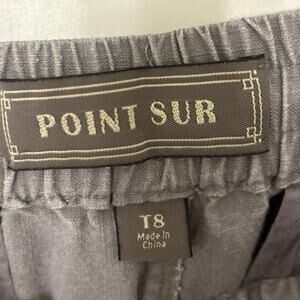 POINT SUR
T8
Made in
China